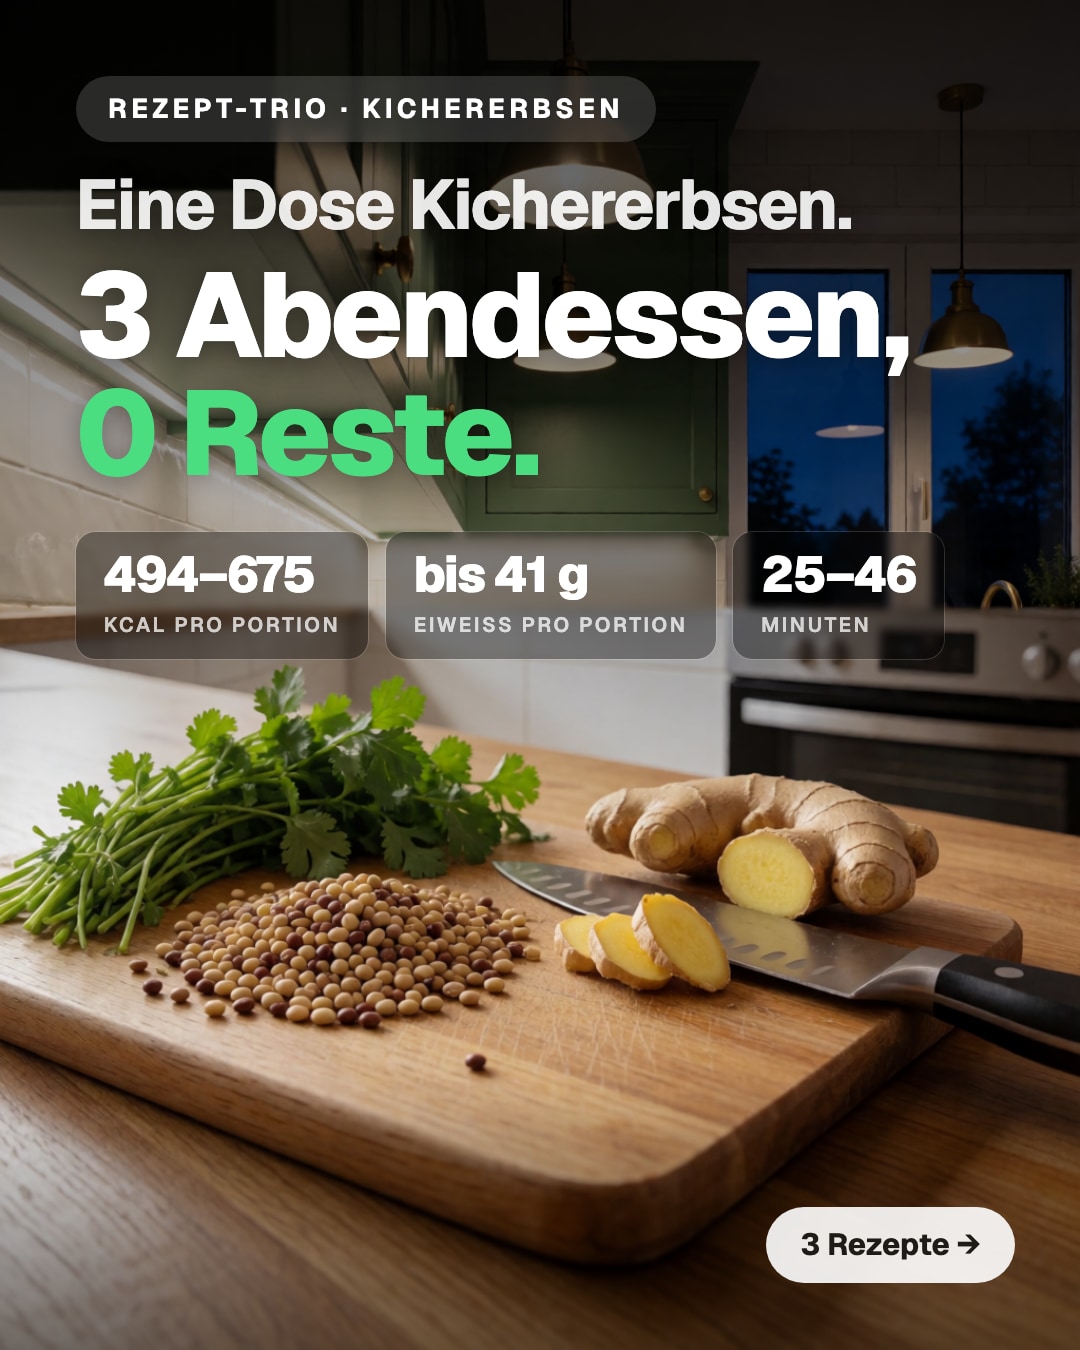 REZEPT-TRIO · KICHERERBSEN
Eine Dose Kichererbsen.
3 Abendessen,
0 Reste.
494–675
KCAL PRO PORTION
bis 41 g
EIWEISS PRO PORTION
25–46
MINUTEN
3 Rezepte →